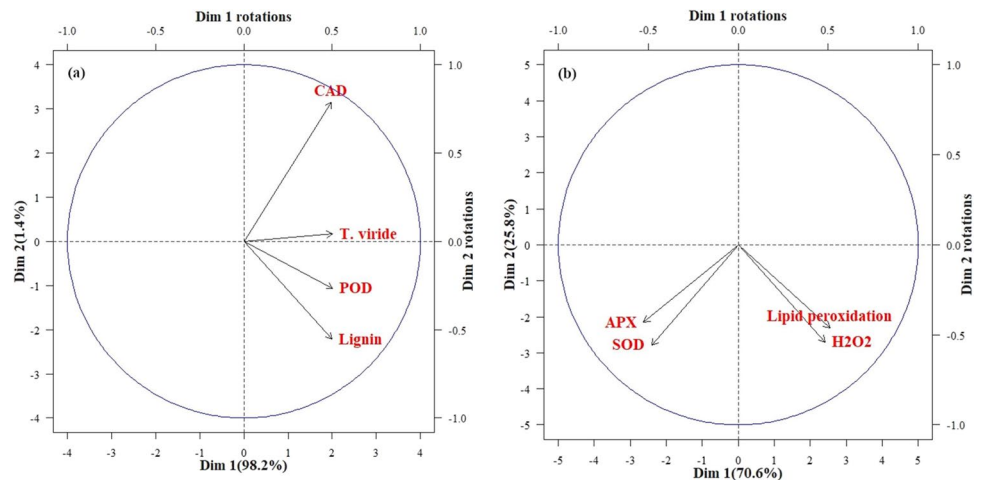 Dim 1 rotations
-1.0 -0.5 0.0 0.5 1.0
(a)
CAD
T. viride
POD
Lignin
4
3
2
1
0
-1
-2
-3
-4
Dim 2(1.4%)
1.0
0.5
0.0
-0.5
-1.0
Dim 2 rotations
-4 -3 -2 -1 0 1 2 3 4
Dim 1(98.2%)
Dim 1 rotations
-1.0 -0.5 0.0 0.5 1.0
(b)
APX
SOD
Lipid peroxidation
H2O2
5
4
3
2
1
0
-1
-2
-3
-4
-5
Dim 2(25.8%)
1.0
0.5
0.0
-0.5
-1.0
Dim 2 rotations
-5 -4 -3 -2 -1 0 1 2 3 4 5
Dim 1(70.6%)